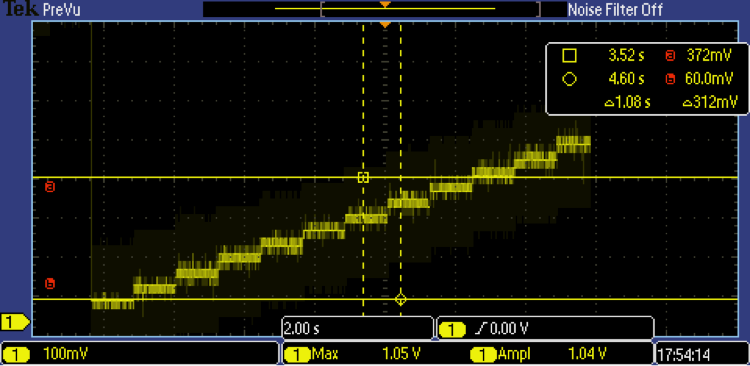 Tek PreVu Noise Filter Off
3.52 s a 372mV
4.60 s b 60.0mV
△1.08 s △312mV
a
b
1
2.00 s 1 0.00 V
1 100mV 1 Max 1.05 V 1 Ampl 1.04 V 17:54:14